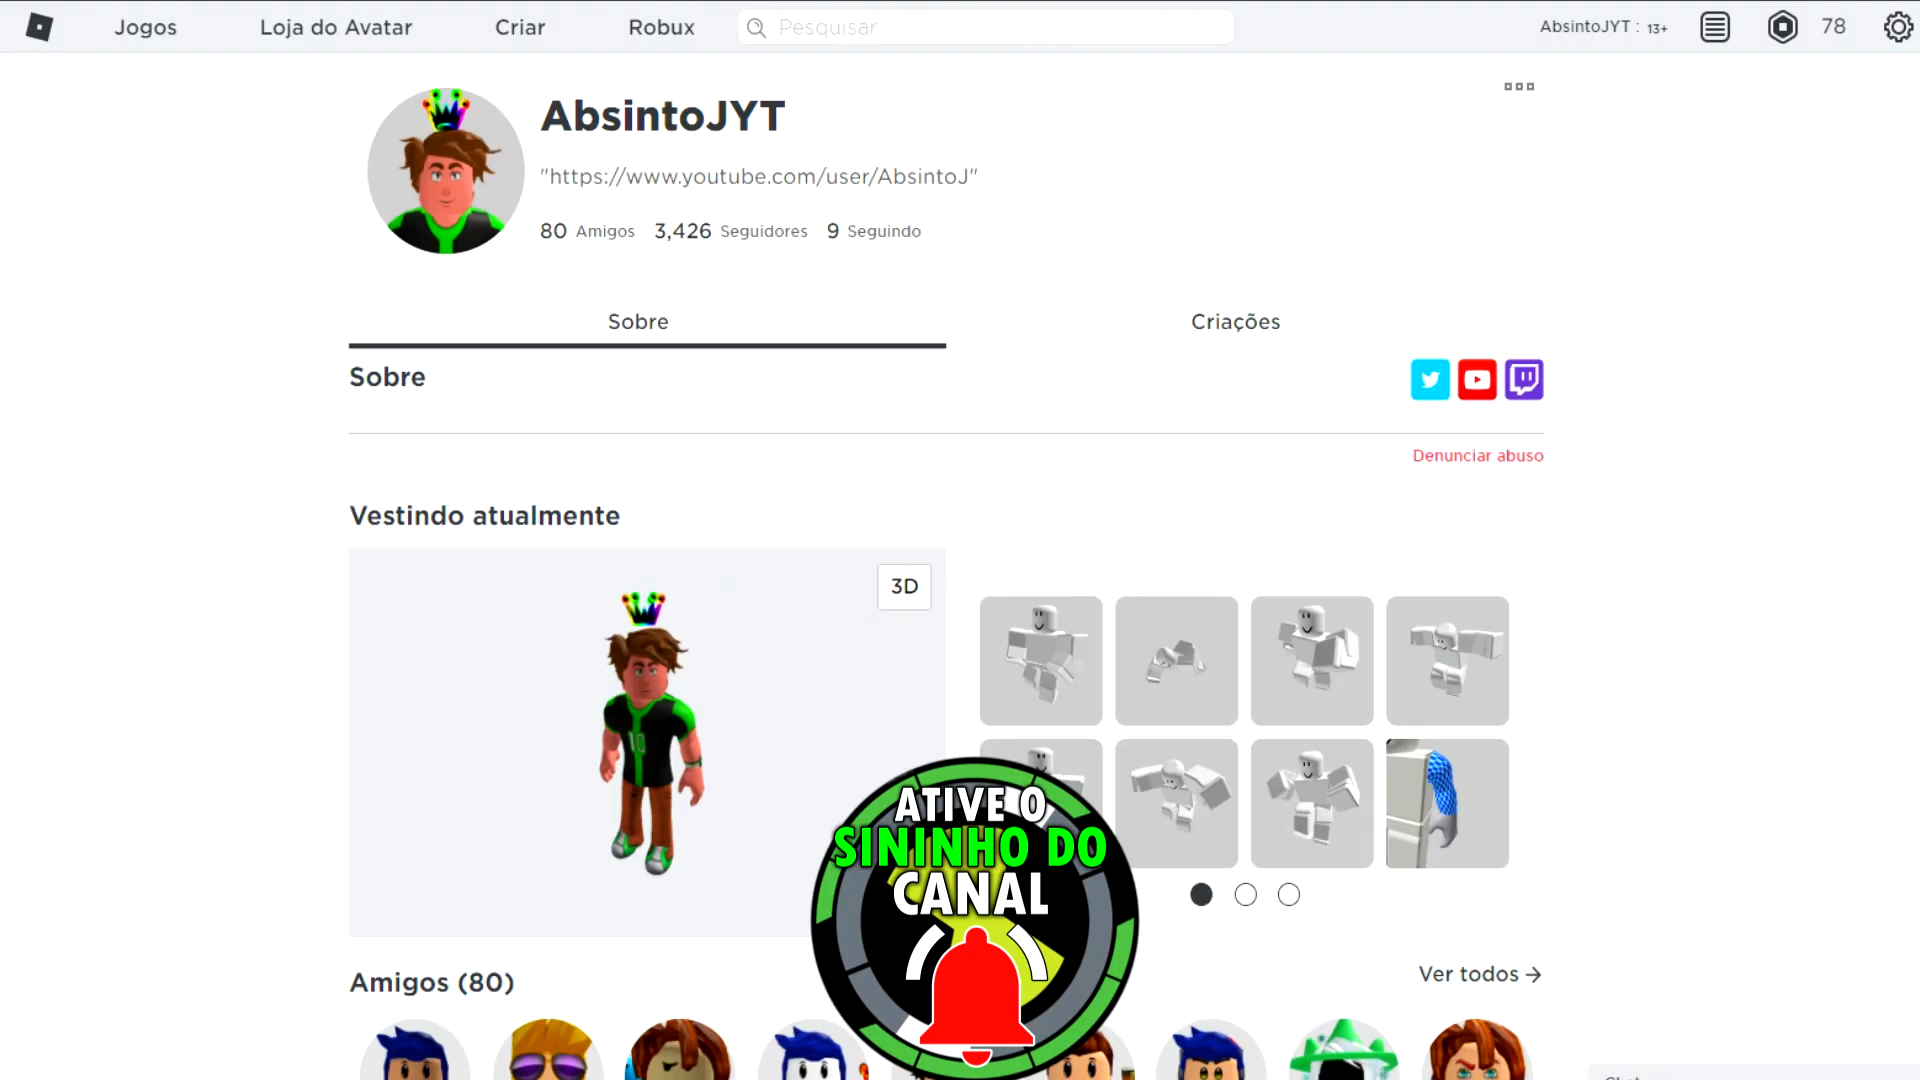 Jogos Loja do Avatar Criar Robux Pesquisar AbsintoJYT : 13+ 78
AbsintoJYT
"https://www.youtube.com/user/AbsintoJ"
80 Amigos 3,426 Seguidores 9 Seguindo
Sobre Criações
Sobre
Denunciar abuso
Vestindo atualmente
3D
10
ATIVE O
SININHO DO
CANAL
Amigos (80) Ver todos →